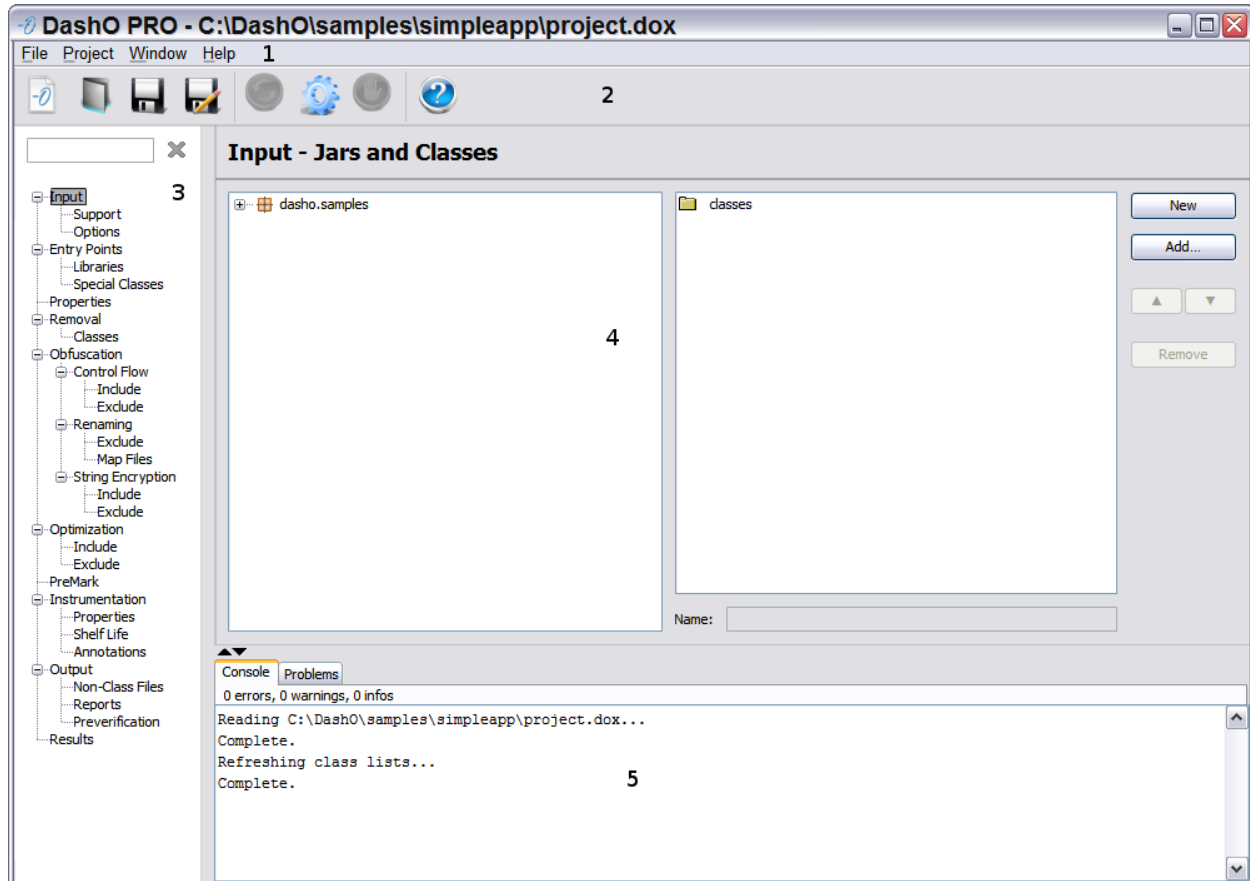 DashO PRO - C:\DashO\samples\simpleapp\project.dox
File Project Window Help 1
2
3
Input
Support
Options
Entry Points
Libraries
Special Classes
Properties
Removal
Classes
Obfuscation
Control Flow
Include
Exclude
Renaming
Exclude
Map Files
String Encryption
Include
Exclude
Optimization
Include
Exclude
PreMark
Instrumentation
Properties
Shelf Life
Annotations
Output
Non-Class Files
Reports
Preverification
Results
Input - Jars and Classes
dasho.samples
4
classes
New
Add...
Remove
Name:
Console Problems
0 errors, 0 warnings, 0 infos
Reading C:\DashO\samples\simpleapp\project.dox...
Complete.
Refreshing class lists...
Complete.
5